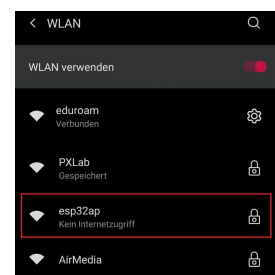 WLAN
WLAN verwenden
eduroam
Verbunden
PXLab
Gespeichert
esp32ap
Kein Internetzugriff
AirMedia